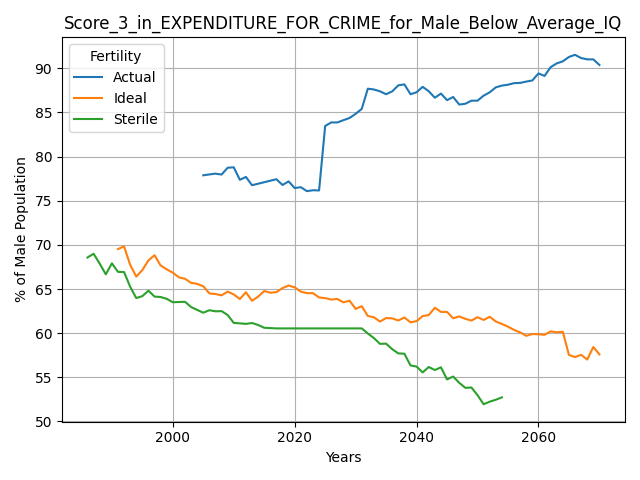 Score_3_in_EXPENDITURE_FOR_CRIME_for_Male_Below_Average_IQ
Fertility
Actual
Ideal
Sterile
% of Male Population
90
85
80
75
70
65
60
55
50
2000
2020
2040
2060
Years